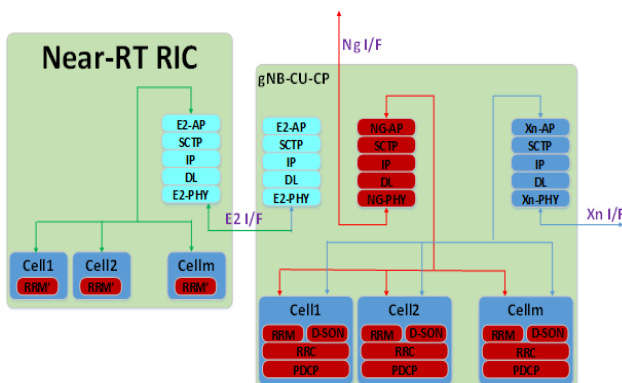 Near-RT RIC
E2-AP
SCTP
IP
DL
E2-PHY
E2 I/F
Cell1
RRM'
Cell2
RRM'
Cellm
RRM'
Ng I/F
gNB-CU-CP
E2-AP
SCTP
IP
DL
E2-PHY
NG-AP
SCTP
IP
DL
NG-PHY
Xn-AP
SCTP
IP
DL
Xn-PHY
Xn I/F
Cell1
RRM D-SON
RRC
PDCP
Cell2
RRM D-SON
RRC
PDCP
Cellm
RRM D-SON
RRC
PDCP